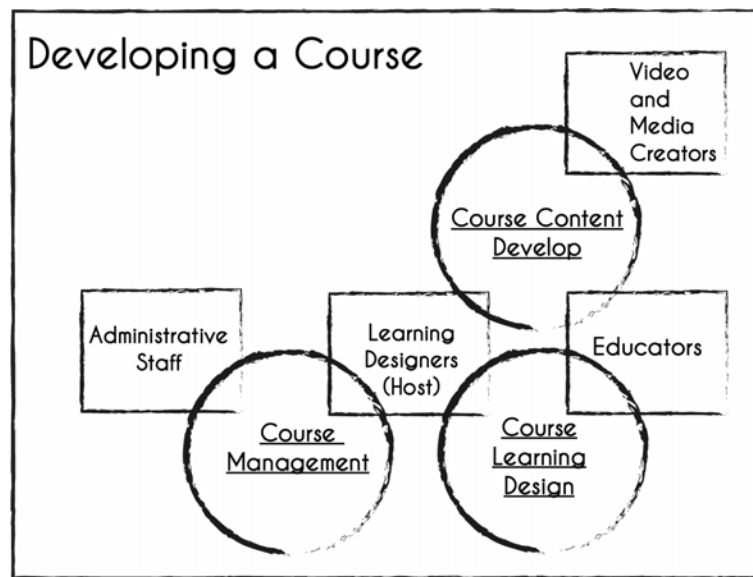 Developing a Course
Video
and
Media
Creators
Course Content
Develop
Administrative
Staff
Learning
Designers
(Host)
Educators
Course
Management
Course
Learning
Design